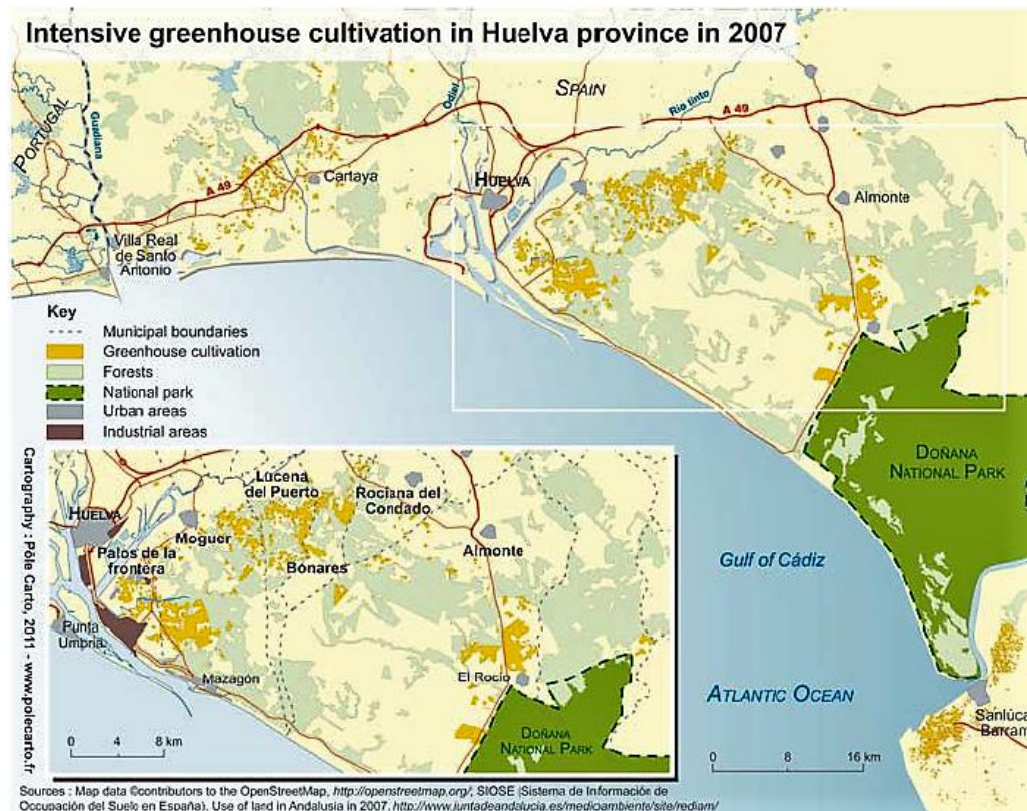 Intensive greenhouse cultivation in Huelva province in 2007
SPAIN
PORTUGAL
Guadiana
Odiel
Rio tinto
A 49
A 49
Cartaya
HUELVA
Almonte
Villa Real
de Santo
Antonio
Key
Municipal boundaries
Greenhouse cultivation
Forests
National park
Urban areas
Industrial areas
DOÑANA
NATIONAL PARK
Gulf of Cádiz
ATLANTIC OCEAN
Sanlúca
Barram
0 8 16 km
Lucena
del Puerto
Rociana del
Condado
HUELVA
Moguer
Almonte
Palos de la
frontera
Bonares
Punta
Umbria
Mazagón
El Rocío
DOÑANA
NATIONAL PARK
0 4 8 km
Cartography : Pôle Carto, 2011 - www.polecarto.fr
Sources : Map data ©contributors to the OpenStreetMap, http://openstreetmap.org/, SIOSE (Sistema de Información de
Occupación del Suelo en España). Use of land in Andalusia in 2007, http://www.juntadeandalucia.es/medioambiente/site/rediam/